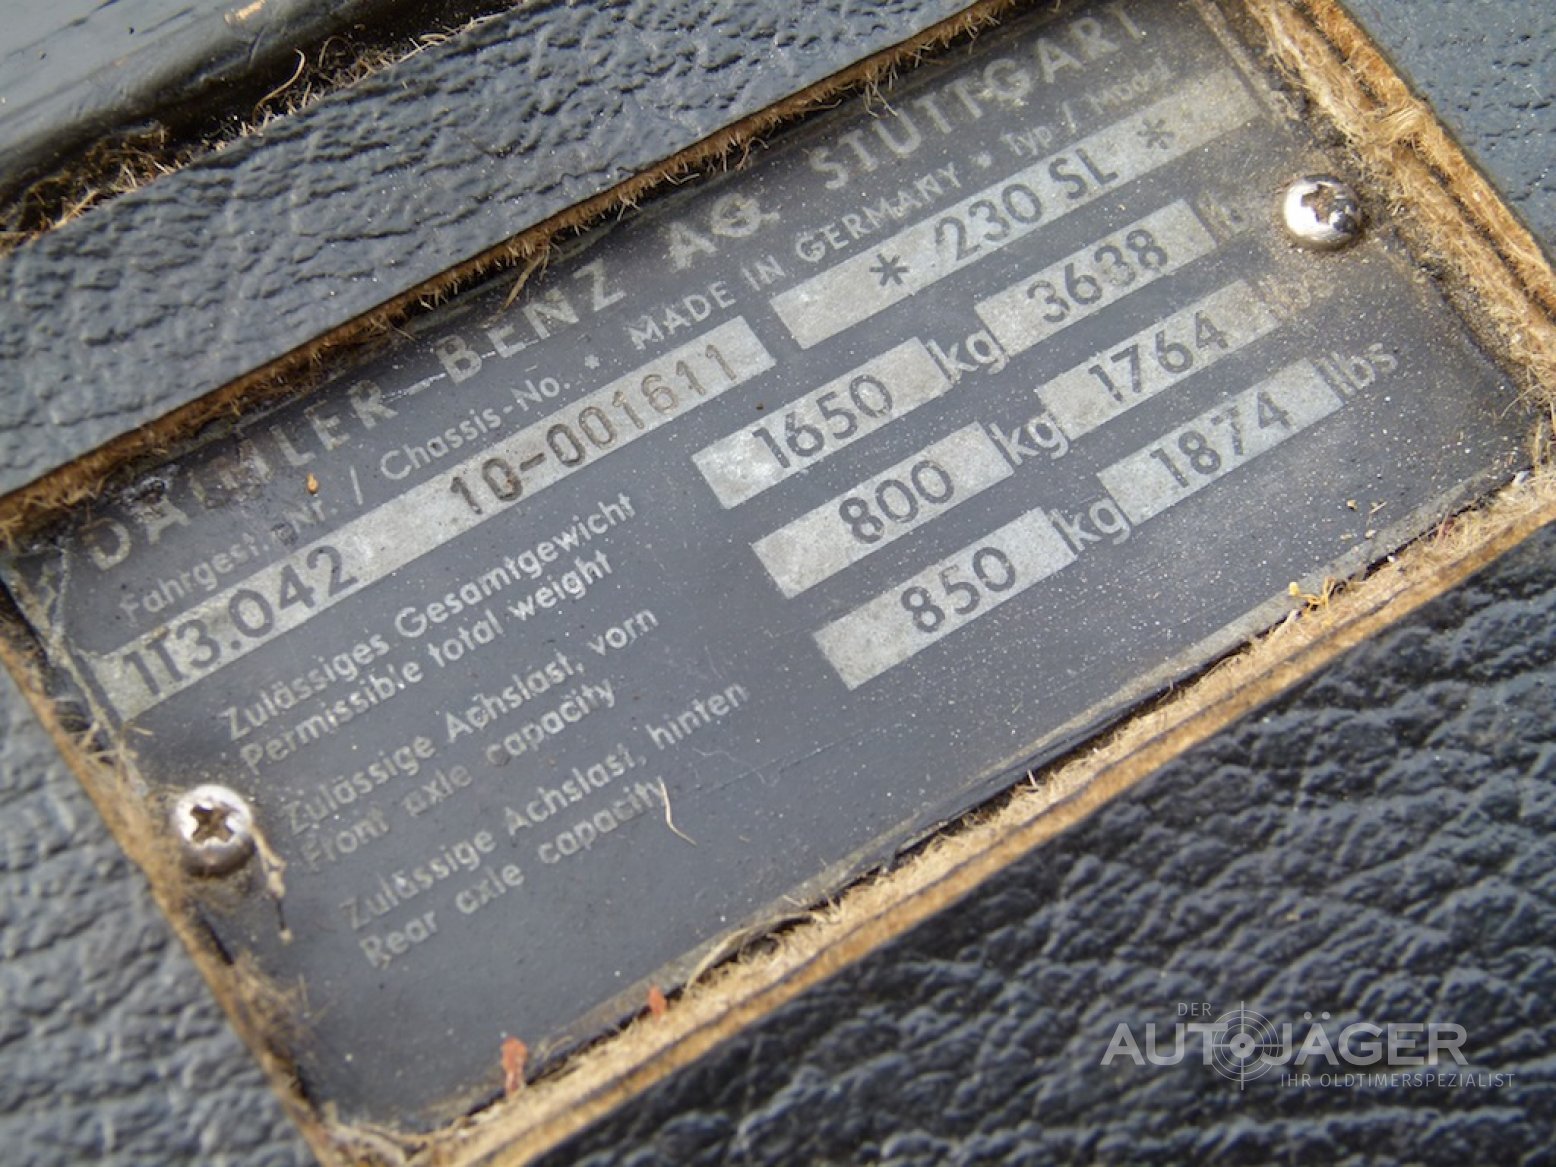 DAIMLER-BENZ AG STUTTGART
Fahrgest.-Nr. / Chassis-No. * MADE IN GERMANY * Typ / Model
113.042 10-001611 * 230 SL *
Zulässiges Gesamtgewicht 1650 kg 3638 lbs
Permissible total weight
Zulässige Achslast, vorn 800 kg 1764 lbs
Front axle capacity
Zulässige Achslast, hinten 850 kg 1874 lbs
Rear axle capacity
DER
AUTOJÄGER
IHR OLDTIMERSPEZIALIST